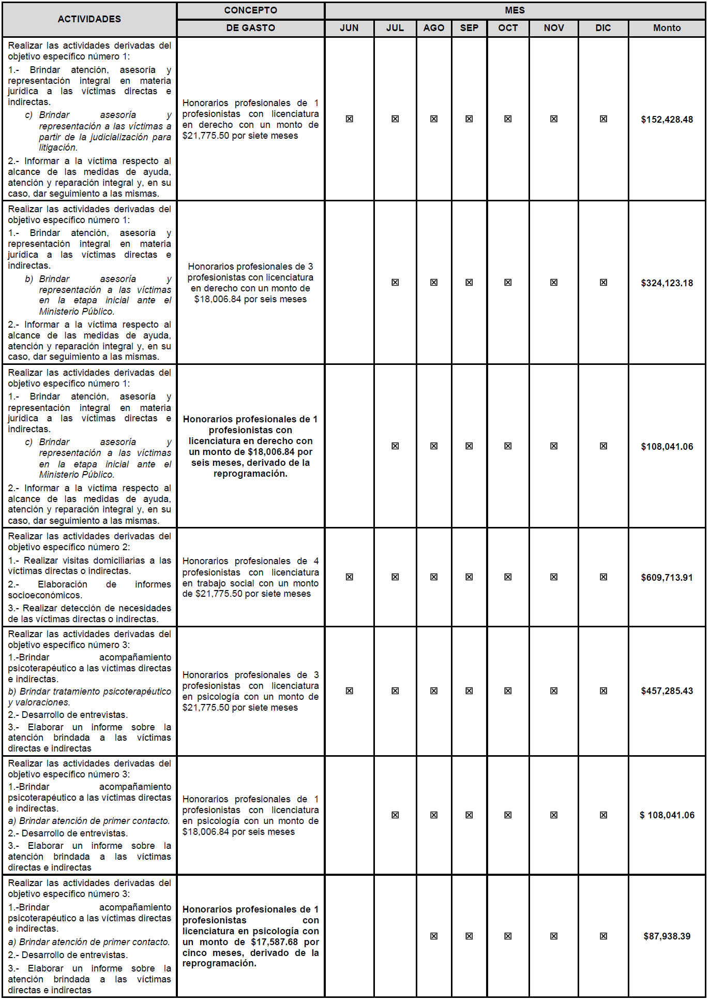 ACTIVIDADES
CONCEPTO
MES
DE GASTO
JUN
JUL
AGO
SEP
OCT
NOV
DIC
Monto
Realizar las actividades derivadas del
objetivo específico número 1:
1.- Brindar atención, asesoría y
representación integral en materia
jurídica a las víctimas directas e
indirectas.
c) Brindar asesoría y
representación a las víctimas a
partir de la judicialización para
litigación.
2.- Informar a la víctima respecto al
alcance de las medidas de ayuda,
atención y reparación integral y, en su
caso, dar seguimiento a las mismas.
Honorarios profesionales de 1
profesionistas con licenciatura
en derecho con un monto de
$21,775.50 por siete meses
☒ ☒ ☒ ☒ ☒ ☒ ☒
$152,428.48
Realizar las actividades derivadas del
objetivo específico número 1:
1.- Brindar atención, asesoría y
representación integral en materia
jurídica a las víctimas directas e
indirectas.
b) Brindar asesoría y
representación a las víctimas
en la etapa inicial ante el
Ministerio Público.
2.- Informar a la víctima respecto al
alcance de las medidas de ayuda,
atención y reparación integral y, en su
caso, dar seguimiento a las mismas.
Honorarios profesionales de 3
profesionistas con licenciatura
en derecho con un monto de
$18,006.84 por seis meses
☒ ☒ ☒ ☒ ☒ ☒
$324,123.18
Realizar las actividades derivadas del
objetivo específico número 1:
1.- Brindar atención, asesoría y
representación integral en materia
jurídica a las víctimas directas e
indirectas.
c) Brindar asesoría y
representación a las víctimas
en la etapa inicial ante el
Ministerio Público.
2.- Informar a la víctima respecto al
alcance de las medidas de ayuda,
atención y reparación integral y, en su
caso, dar seguimiento a las mismas.
Honorarios profesionales de 1
profesionistas con
licenciatura en derecho con
un monto de $18,006.84 por
seis meses, derivado de la
reprogramación.
☒ ☒ ☒ ☒ ☒ ☒
$108,041.06
Realizar las actividades derivadas del
objetivo específico número 2:
1.- Realizar visitas domiciliarias a las
víctimas directas o indirectas.
2.- Elaboración de informes
socioeconómicos.
3.- Realizar detección de necesidades
de las víctimas directas o indirectas.
Honorarios profesionales de 4
profesionistas con licenciatura
en trabajo social con un monto
de $21,775.50 por siete meses
☒ ☒ ☒ ☒ ☒ ☒ ☒
$609,713.91
Realizar las actividades derivadas del
objetivo específico número 3:
1.-Brindar acompañamiento
psicoterapéutico a las víctimas directas
e indirectas.
b) Brindar tratamiento psicoterapéutico
y valoraciones.
2.- Desarrollo de entrevistas.
3.- Elaborar un informe sobre la
atención brindada a las víctimas
directas e indirectas
Honorarios profesionales de 3
profesionistas con licenciatura
en psicología con un monto de
$21,775.50 por siete meses
☒ ☒ ☒ ☒ ☒ ☒ ☒
$457,285.43
Realizar las actividades derivadas del
objetivo específico número 3:
1.-Brindar acompañamiento
psicoterapéutico a las víctimas directas
e indirectas.
a) Brindar atención de primer contacto.
2.- Desarrollo de entrevistas.
3.- Elaborar un informe sobre la
atención brindada a las víctimas
directas e indirectas
Honorarios profesionales de 1
profesionistas con licenciatura
en psicología con un monto de
$18,006.84 por seis meses
☒ ☒ ☒ ☒ ☒ ☒
$ 108,041.06
Realizar las actividades derivadas del
objetivo específico número 3:
1.-Brindar acompañamiento
psicoterapéutico a las víctimas directas
e indirectas.
a) Brindar atención de primer contacto.
2.- Desarrollo de entrevistas.
3.- Elaborar un informe sobre la
atención brindada a las víctimas
directas e indirectas
Honorarios profesionales de 1
profesionistas con
licenciatura en psicología con
un monto de $17,587.68 por
cinco meses, derivado de la
reprogramación.
☒ ☒ ☒ ☒ ☒
$87,938.39